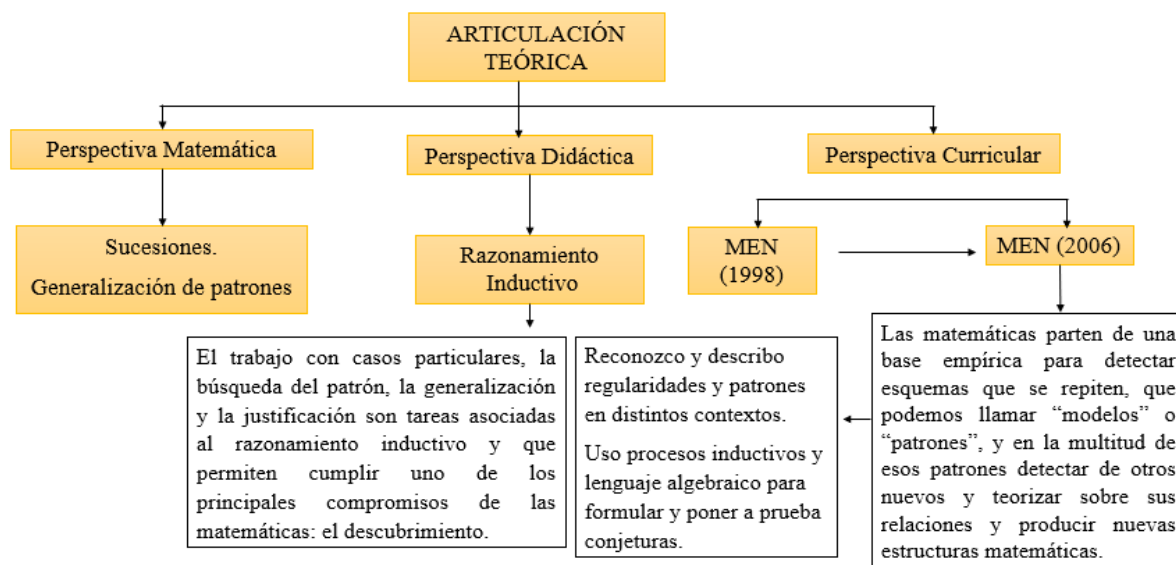 ARTICULACIÓN
TEÓRICA
Perspectiva Matemática
Perspectiva Didáctica
Perspectiva Curricular
Sucesiones.
Generalización de patrones
Razonamiento
Inductivo
MEN
(1998)
MEN (2006)
El trabajo con casos particulares, la
búsqueda del patrón, la generalización
y la justificación son tareas asociadas
al razonamiento inductivo y que
permiten cumplir uno de los
principales compromisos de las
matemáticas: el descubrimiento.
Reconozco y describo
regularidades y patrones
en distintos contextos.
Uso procesos inductivos y
lenguaje algebraico para
formular y poner a prueba
conjeturas.
Las matemáticas parten de una
base empírica para detectar
esquemas que se repiten, que
podemos llamar “modelos” o
“patrones”, y en la multitud de
esos patrones detectar de otros
nuevos y teorizar sobre sus
relaciones y producir nuevas
estructuras matemáticas.